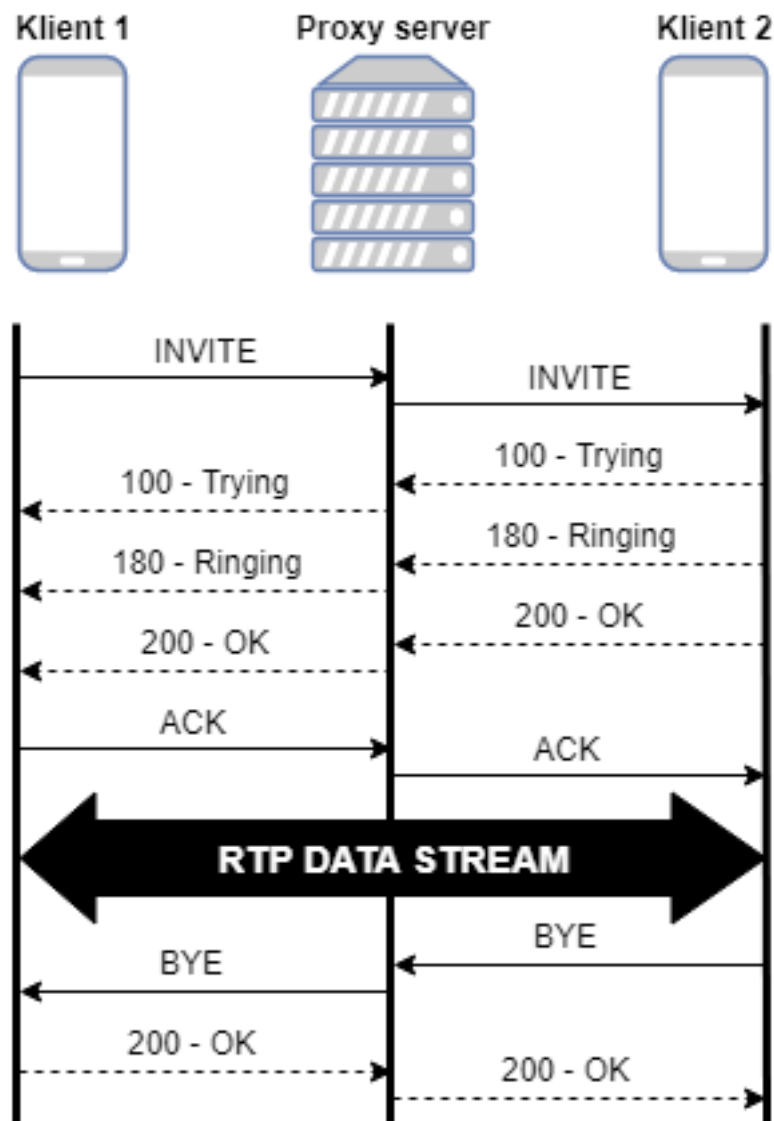 Klient 1
Proxy server
Klient 2
INVITE
INVITE
100 - Trying
100 - Trying
180 - Ringing
180 - Ringing
200 - OK
200 - OK
ACK
ACK
RTP DATA STREAM
BYE
BYE
200 - OK
200 - OK